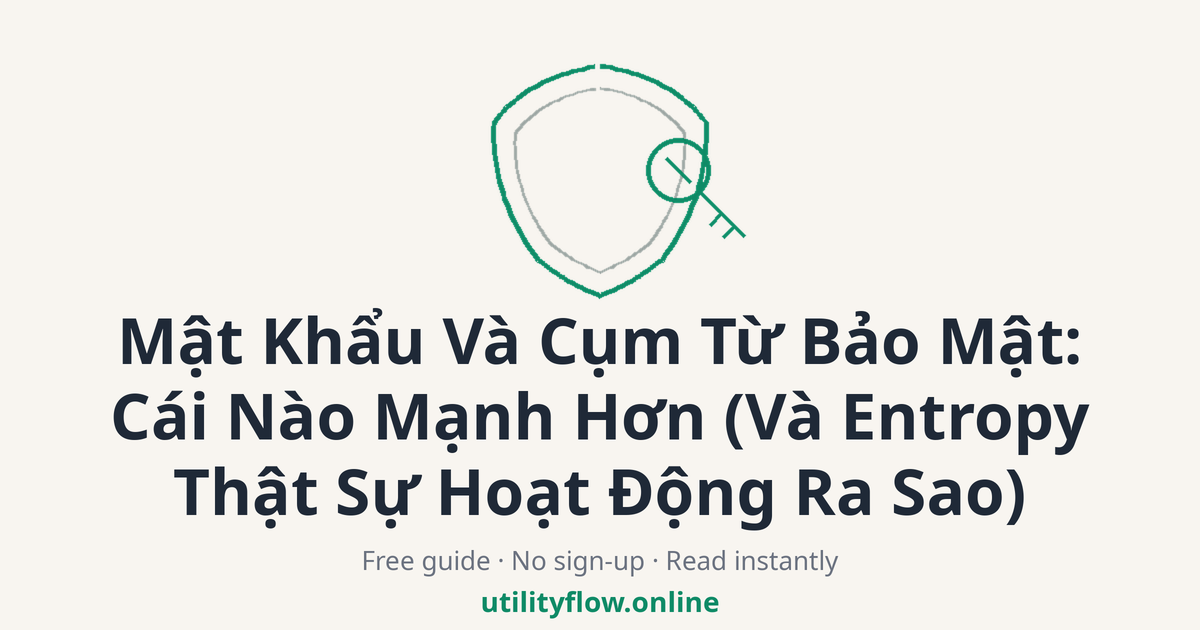 Mật Khẩu Và Cụm Từ Bảo Mật:
Cái Nào Mạnh Hơn (Và Entropy
Thật Sự Hoạt Động Ra Sao)
Free guide · No sign-up · Read instantly
utilityflow.online